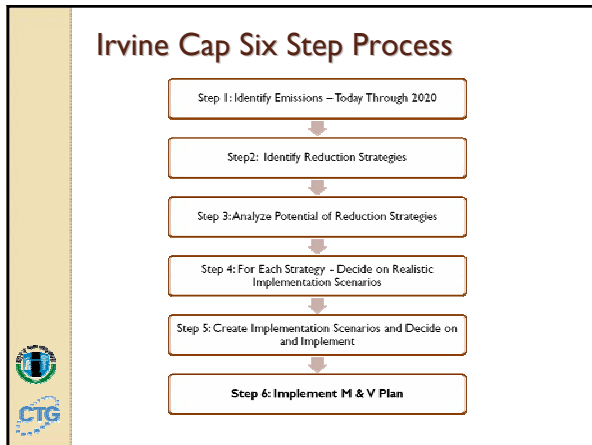 Irvine Cap Six Step Process
Step 1: Identify Emissions – Today Through 2020
Step2: Identify Reduction Strategies
Step 3: Analyze Potential of Reduction Strategies
Step 4: For Each Strategy - Decide on Realistic
Implementation Scenarios
Step 5: Create Implementation Scenarios and Decide on
and Implement
Step 6: Implement M & V Plan
CTG